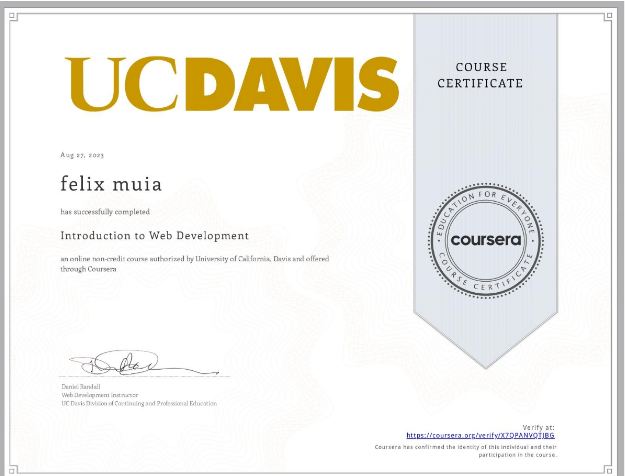 UCDAVIS
COURSE
CERTIFICATE
Aug 27, 2023
felix muia
has successfully completed
Introduction to Web Development
an online non-credit course authorized by University of California, Davis and offered
through Coursera
EDUCATION FOR EVERYONE
coursera
COURSE CERTIFICATE
Daniel Randall
Web Development Instructor
UC Davis Division of Continuing and Professional Education
Verify at:
https://coursera.org/verify/X7QPANVQTJBG
Coursera has confirmed the identity of this individual and their
participation in the course.